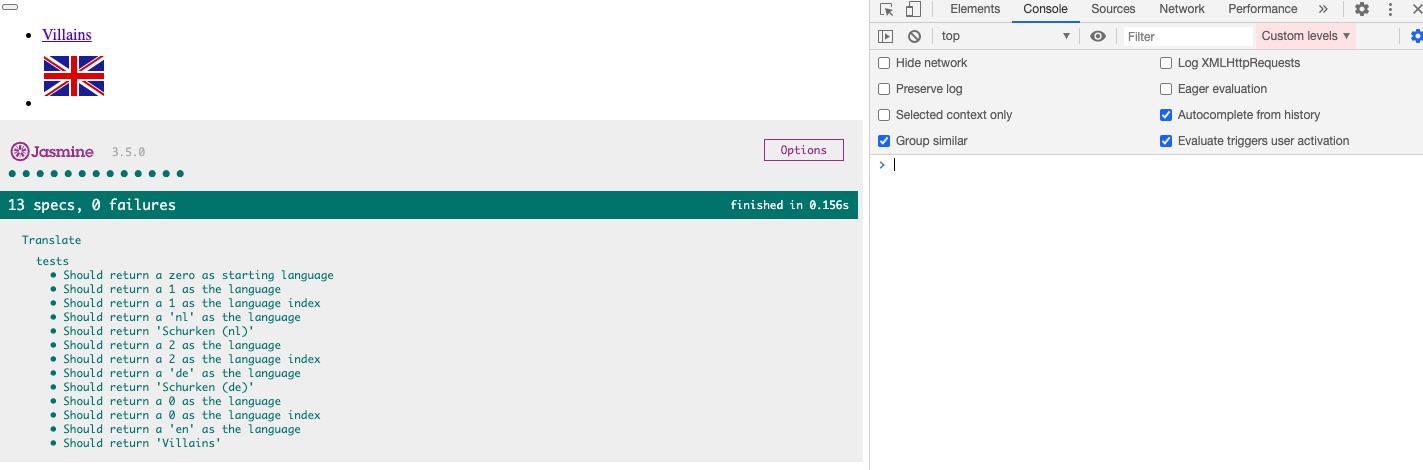 Villains
Jasmine 3.5.0 Options
13 specs, 0 failures finished in 0.156s
Translate
tests
Should return a zero as starting language
Should return a 1 as the language
Should return a 1 as the language index
Should return a 'nl' as the language
Should return 'Schurken (nl)'
Should return a 2 as the language
Should return a 2 as the language index
Should return a 'de' as the language
Should return 'Schurken (de)'
Should return a 0 as the language
Should return a 0 as the language index
Should return a 'en' as the language
Should return 'Villains'
Elements Console Sources Network Performance
top Filter Custom levels
Hide network Log XMLHttpRequests
Preserve log Eager evaluation
Selected context only Autocomplete from history
Group similar Evaluate triggers user activation